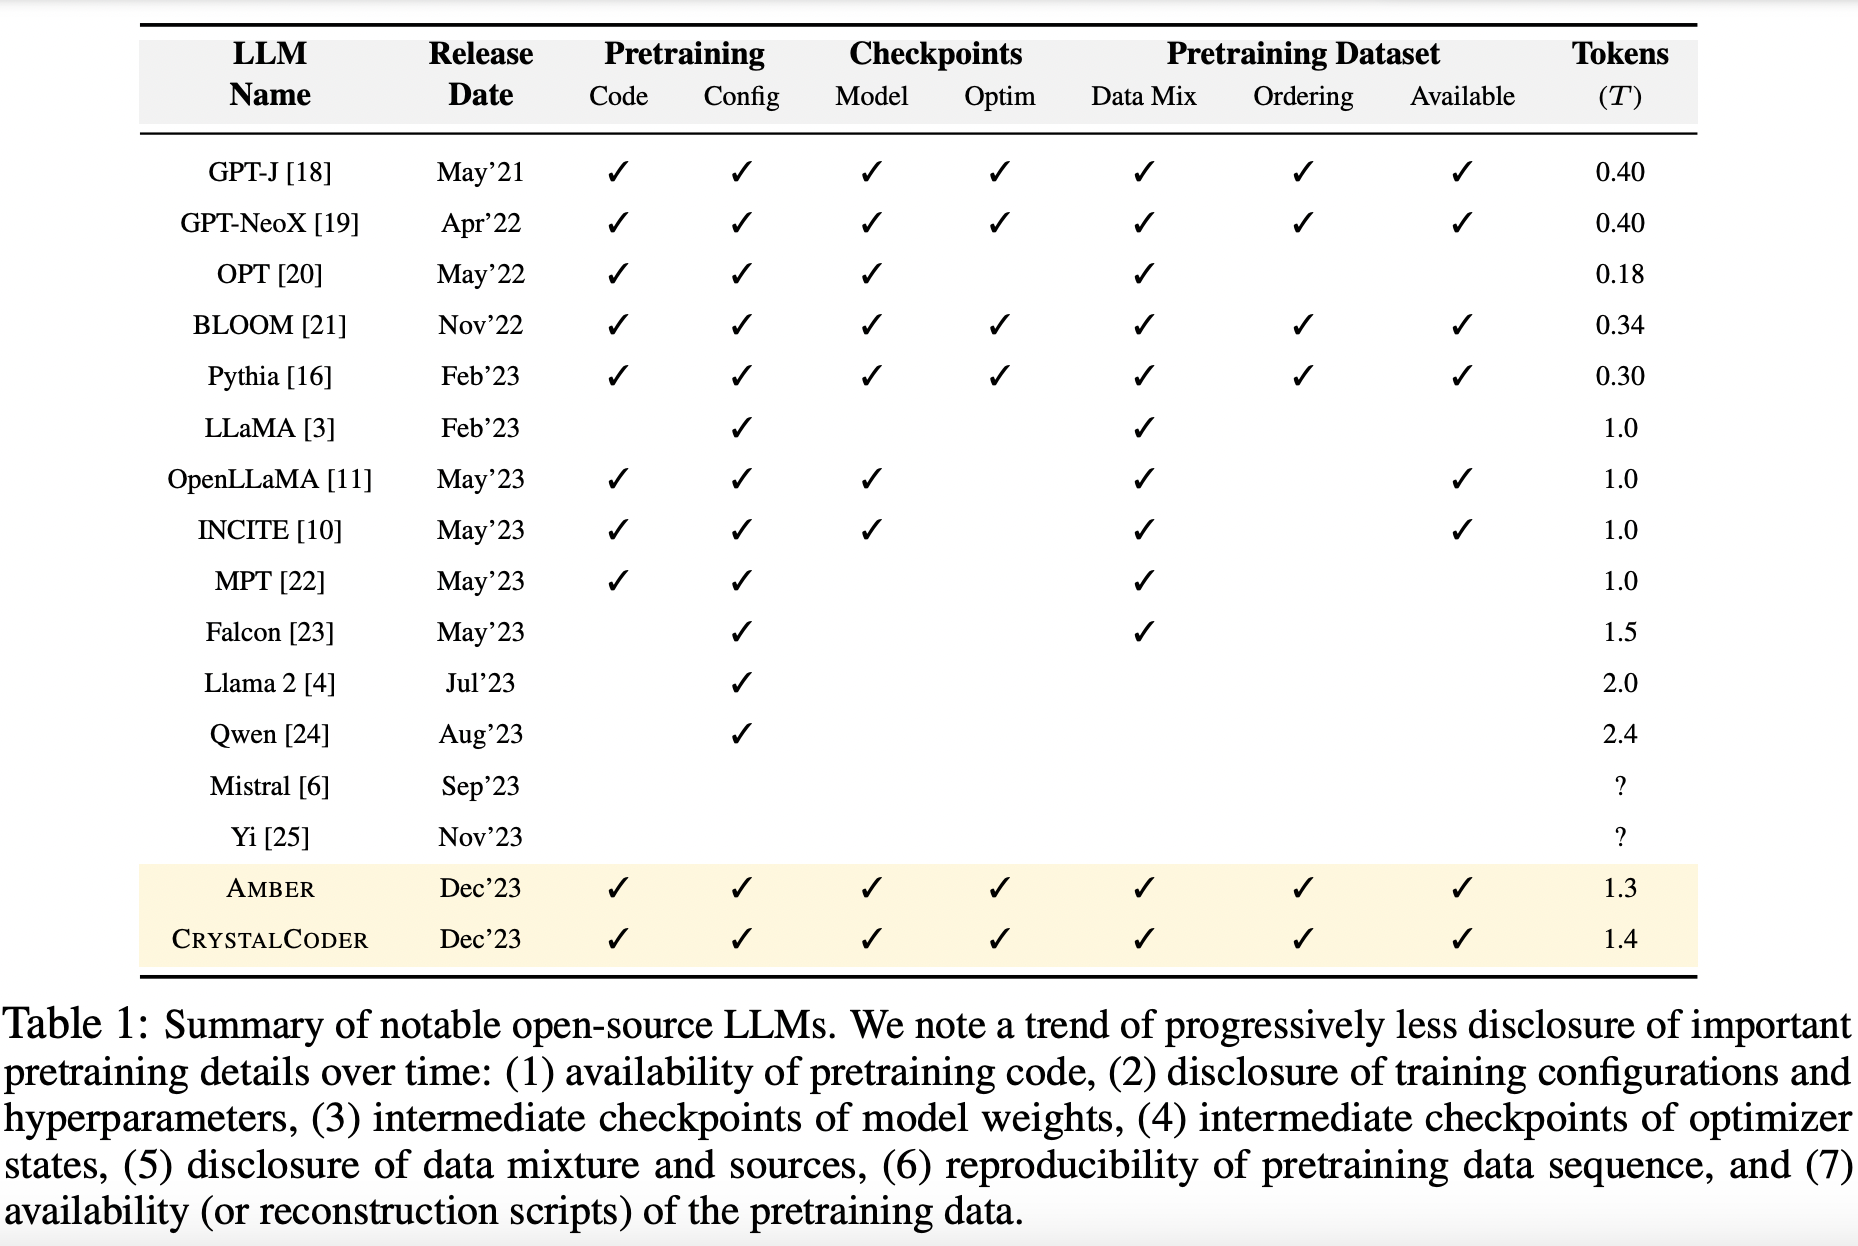 LLM Release Pretraining Checkpoints Pretraining Dataset Tokens
Name Date Code Config Model Optim Data Mix Ordering Available (T)
GPT-J [18] May’21 ✓ ✓ ✓ ✓ ✓ ✓ ✓ 0.40
GPT-NeoX [19] Apr’22 ✓ ✓ ✓ ✓ ✓ ✓ ✓ 0.40
OPT [20] May’22 ✓ ✓ ✓ ✓ 0.18
BLOOM [21] Nov’22 ✓ ✓ ✓ ✓ ✓ ✓ ✓ 0.34
Pythia [16] Feb’23 ✓ ✓ ✓ ✓ ✓ ✓ ✓ 0.30
LLaMA [3] Feb’23 ✓ ✓ 1.0
OpenLLaMA [11] May’23 ✓ ✓ ✓ ✓ ✓ 1.0
INCITE [10] May’23 ✓ ✓ ✓ ✓ ✓ 1.0
MPT [22] May’23 ✓ ✓ ✓ 1.0
Falcon [23] May’23 ✓ ✓ 1.5
Llama 2 [4] Jul’23 ✓ 2.0
Qwen [24] Aug’23 ✓ 2.4
Mistral [6] Sep’23 ?
Yi [25] Nov’23 ?
AMBER Dec’23 ✓ ✓ ✓ ✓ ✓ ✓ ✓ 1.3
CRYSTALCODER Dec’23 ✓ ✓ ✓ ✓ ✓ ✓ ✓ 1.4
Table 1: Summary of notable open-source LLMs. We note a trend of progressively less disclosure of important
pretraining details over time: (1) availability of pretraining code, (2) disclosure of training configurations and
hyperparameters, (3) intermediate checkpoints of model weights, (4) intermediate checkpoints of optimizer
states, (5) disclosure of data mixture and sources, (6) reproducibility of pretraining data sequence, and (7)
availability (or reconstruction scripts) of the pretraining data.